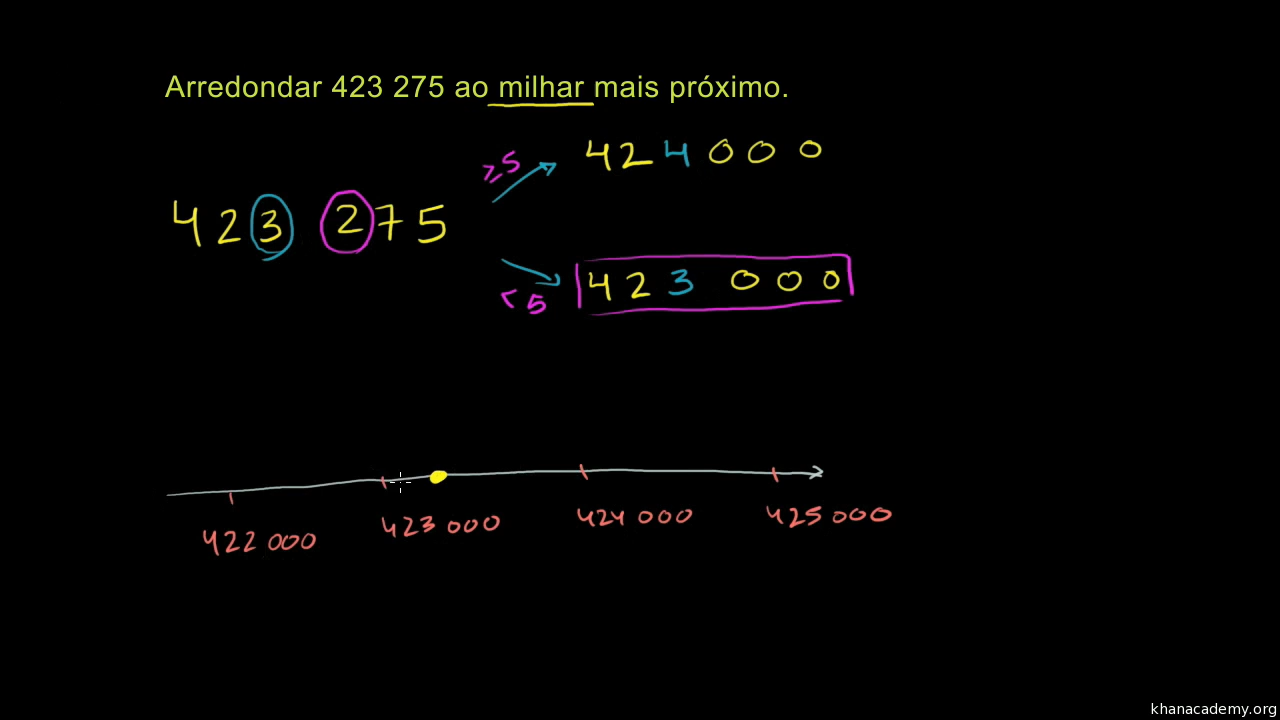 Arredondar 423 275 ao milhar mais próximo.
≥5 424 000
423 275
<5 423 000
422 000 423 000 424 000 425 000
khanacademy.org